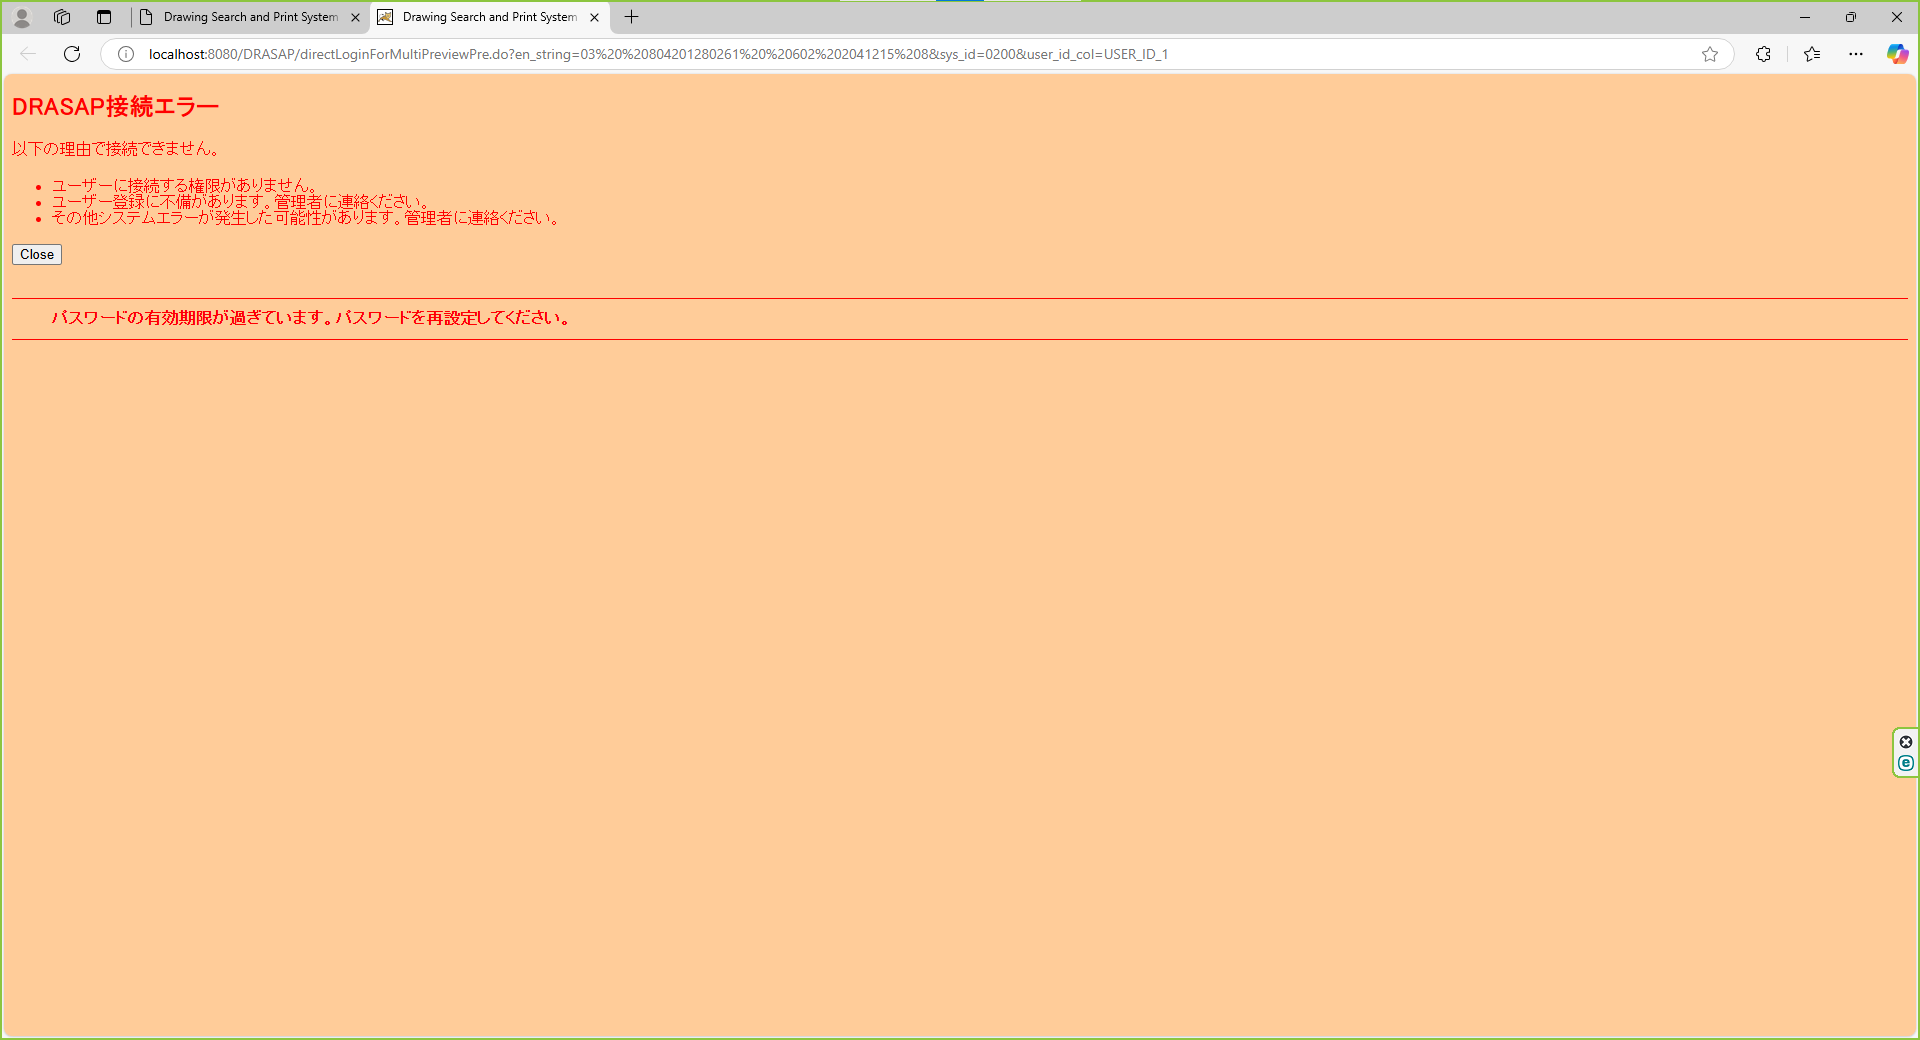 Drawing Search and Print System
Drawing Search and Print System
localhost:8080/DRASAP/directLoginForMultiPreviewPre.do?en_string=03%20%20804201280261%20%20602%202041215%208&sys_id=0200&user_id_col=USER_ID_1
DRASAP接続エラー
以下の理由で接続できません。
• ユーザーに接続する権限がありません。
• ユーザー登録に不備があります。管理者に連絡ください。
• その他システムエラーが発生した可能性があります。管理者に連絡ください。
Close
パスワードの有効期限が過ぎています。パスワードを再設定してください。